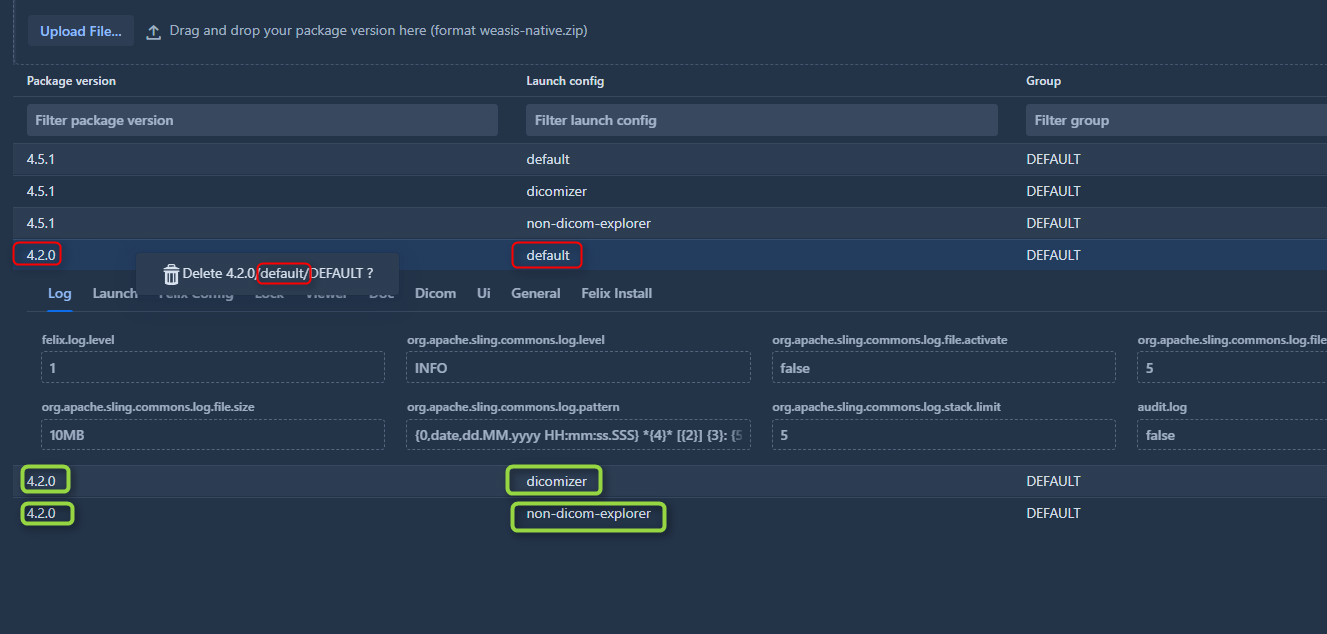 Upload File... Drag and drop your package version here (format weasis-native.zip)
Package version Launch config Group
Filter package version Filter launch config Filter group
4.5.1 default DEFAULT
4.5.1 dicomizer DEFAULT
4.5.1 non-dicom-explorer DEFAULT
4.2.0 default DEFAULT
Delete 4.2.0/default/DEFAULT ?
Log Launch Felix Config Lock Viewer Doc Dicom Ui General Felix Install
felix.log.level org.apache.sling.commons.log.level org.apache.sling.commons.log.file.activate org.apache.sling.commons.log.file
1 INFO false 5
org.apache.sling.commons.log.file.size org.apache.sling.commons.log.pattern org.apache.sling.commons.log.stack.limit audit.log
10MB {0,date,dd.MM.yyyy HH:mm:ss.SSS} *{4}* [{2}] {3}: {5 5 false
4.2.0 dicomizer DEFAULT
4.2.0 non-dicom-explorer DEFAULT